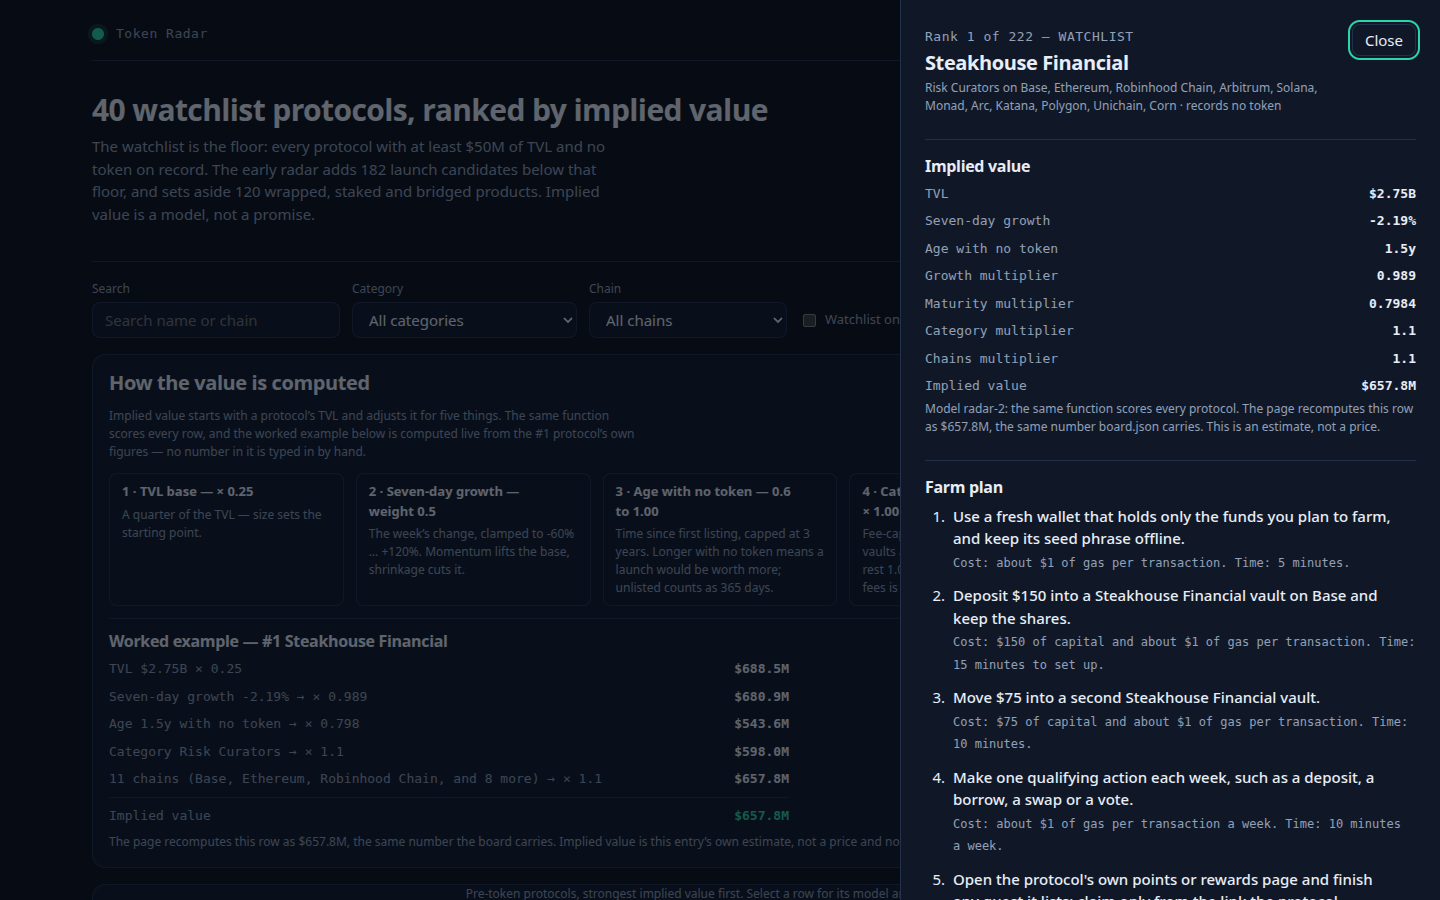 Token Radar
40 watchlist protocols, ranked by implied value
The watchlist is the floor: every protocol with at least $50M of TVL and no
token on record. The early radar adds 182 launch candidates below that
floor, and sets aside 120 wrapped, staked and bridged products. Implied
value is a model, not a promise.
Search
Category
Chain
Search name or chain
All categories
All chains
Watchlist on
How the value is computed
Implied value starts with a protocol's TVL and adjusts it for five things. The same function
scores every row, and the worked example below is computed live from the #1 protocol's own
figures — no number in it is typed in by hand.
1 · TVL base — × 0.25
A quarter of the TVL — size sets the
starting point.
2 · Seven-day growth —
weight 0.5
The week's change, clamped to -60%
... +120%. Momentum lifts the base,
shrinkage cuts it.
3 · Age with no token — 0.6
to 1.00
Time since first listing, capped at 3
years. Longer with no token means a
launch would be worth more;
unlisted counts as 365 days.
4 · Cat
× 1.00
Fee-cap
vaults
rest 1.0
fees is
Worked example — #1 Steakhouse Financial
TVL $2.75B × 0.25 $688.5M
Seven-day growth -2.19% → × 0.989 $680.9M
Age 1.5y with no token → × 0.798 $543.6M
Category Risk Curators → × 1.1 $598.0M
11 chains (Base, Ethereum, Robinhood Chain, and 8 more) → × 1.1 $657.8M
Implied value $657.8M
The page recomputes this row as $657.8M, the same number the board carries. Implied value is this entry's own estimate, not a price and no
Pre-token protocols, strongest implied value first. Select a row for its model a
Rank 1 of 222 — WATCHLIST
Close
Steakhouse Financial
Risk Curators on Base, Ethereum, Robinhood Chain, Arbitrum, Solana,
Monad, Arc, Katana, Polygon, Unichain, Corn · records no token
Implied value
TVL $2.75B
Seven-day growth -2.19%
Age with no token 1.5y
Growth multiplier 0.989
Maturity multiplier 0.7984
Category multiplier 1.1
Chains multiplier 1.1
Implied value $657.8M
Model radar-2: the same function scores every protocol. The page recomputes this row
as $657.8M, the same number board.json carries. This is an estimate, not a price.
Farm plan
1. Use a fresh wallet that holds only the funds you plan to farm,
and keep its seed phrase offline.
Cost: about $1 of gas per transaction. Time: 5 minutes.
2. Deposit $150 into a Steakhouse Financial vault on Base and
keep the shares.
Cost: $150 of capital and about $1 of gas per transaction. Time:
15 minutes to set up.
3. Move $75 into a second Steakhouse Financial vault.
Cost: $75 of capital and about $1 of gas per transaction. Time:
10 minutes.
4. Make one qualifying action each week, such as a deposit, a
borrow, a swap or a vote.
Cost: about $1 of gas per transaction a week. Time: 10 minutes
a week.
5. Open the protocol's own points or rewards page and finish
any quest it lists; claim only from the link the protocol